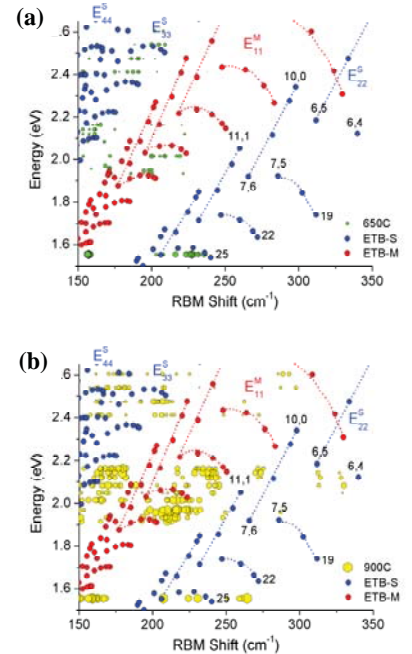 (a)
E44S
E33S
E11M
E22S
10,0
6,5
6,4
11,1
7,5
7,6
19
22
25
650C
ETB-S
ETB-M
.6
2.4
2.2
2.0
1.8
1.6
Energy (eV)
150 200 250 300 350
RBM Shift (cm-1)
(b)
E44S
E33S
E11M
E22S
10,0
6,5
6,4
11,1
7,5
7,6
19
22
25
900C
ETB-S
ETB-M
.6
2.4
2.2
2.0
1.8
1.6
Energy (eV)
150 200 250 300 350
RBM Shift (cm-1)